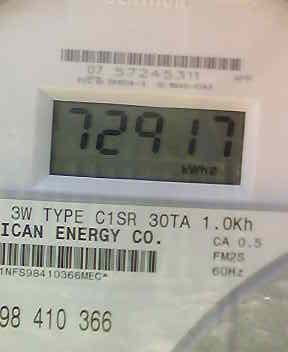 07 57245311
72917
kWh
3W TYPE C1SR 30TA 1.0Kh
ICAN ENERGY CO.
CA 0.5
FM2S
60Hz
1NFS98410366MEC*
98 410 366